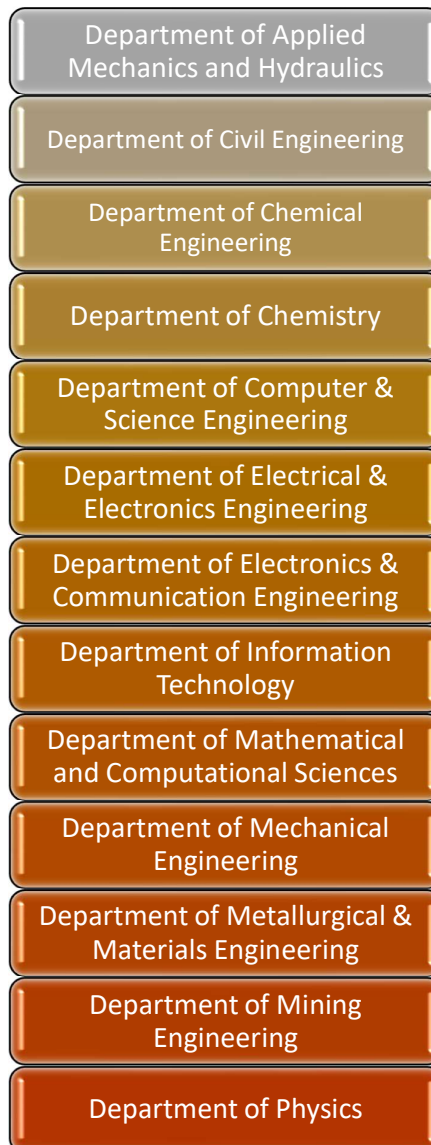 Department of Applied
Mechanics and Hydraulics
Department of Civil Engineering
Department of Chemical
Engineering
Department of Chemistry
Department of Computer &
Science Engineering
Department of Electrical &
Electronics Engineering
Department of Electronics &
Communication Engineering
Department of Information
Technology
Department of Mathematical
and Computational Sciences
Department of Mechanical
Engineering
Department of Metallurgical &
Materials Engineering
Department of Mining
Engineering
Department of Physics